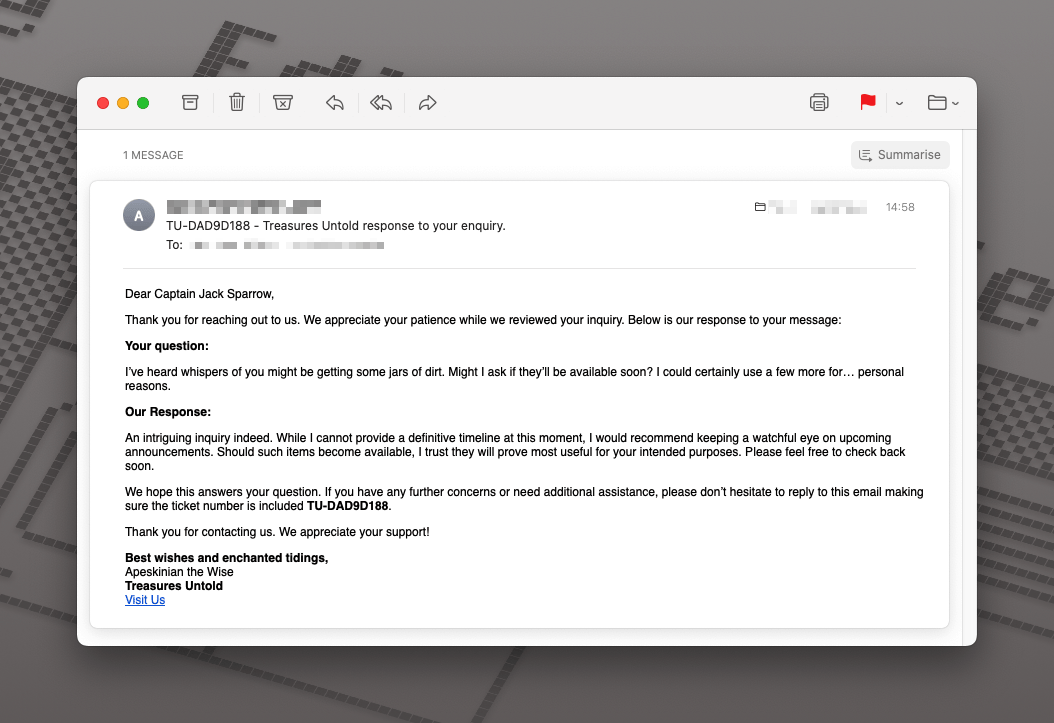 1 MESSAGE
Summarise
A
14:58
TU-DAD9D188 - Treasures Untold response to your enquiry.
To:
Dear Captain Jack Sparrow,
Thank you for reaching out to us. We appreciate your patience while we reviewed your inquiry. Below is our response to your message:
Your question:
I’ve heard whispers of you might be getting some jars of dirt. Might I ask if they’ll be available soon? I could certainly use a few more for… personal
reasons.
Our Response:
An intriguing inquiry indeed. While I cannot provide a definitive timeline at this moment, I would recommend keeping a watchful eye on upcoming
announcements. Should such items become available, I trust they will prove most useful for your intended purposes. Please feel free to check back
soon.
We hope this answers your question. If you have any further concerns or need additional assistance, please don’t hesitate to reply to this email making
sure the ticket number is included TU-DAD9D188.
Thank you for contacting us. We appreciate your support!
Best wishes and enchanted tidings,
Apeskinian the Wise
Treasures Untold
Visit Us